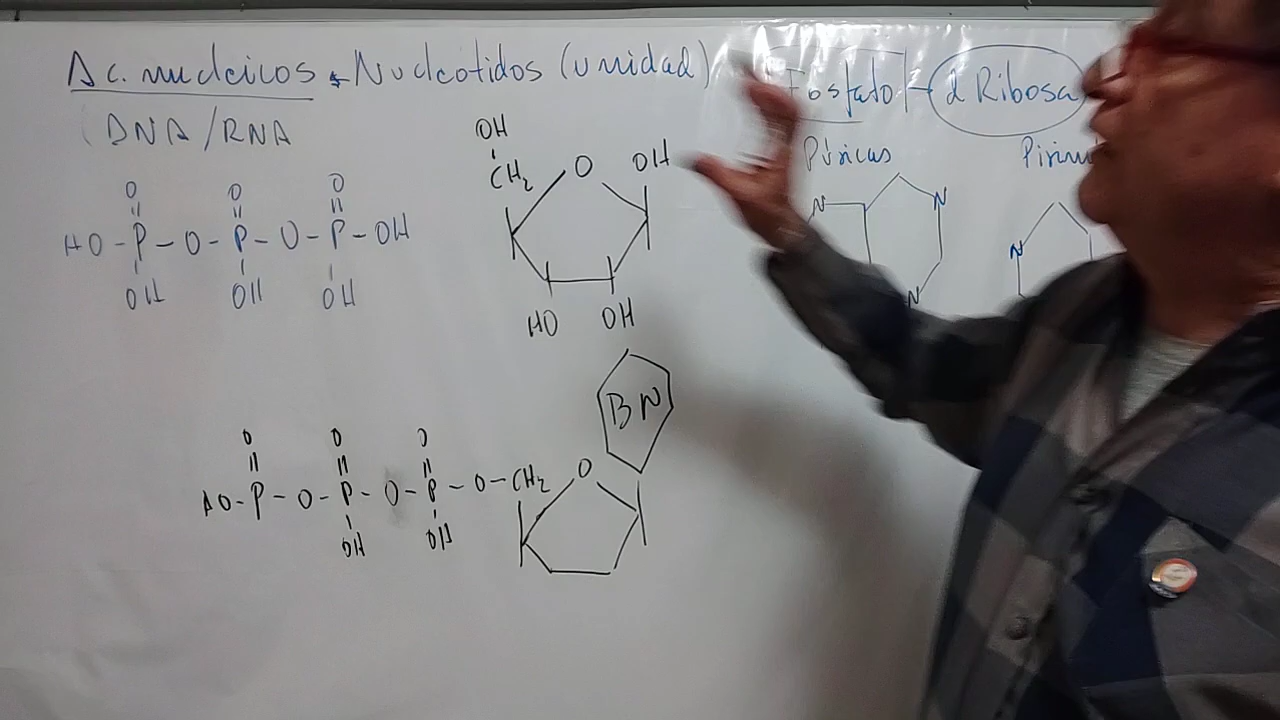 Ac. nucleicos Nucleotidos (unidad) Fosfato - d Ribosa
(DNA/RNA
Púricas
OH
CH₂ O OH
O O O
HO-P-O-P-O-P-OH
OH OH OH
HO OH
N N
N
N
BN
O O O
HO-P-O-P-O-P-O-CH₂ O
OH OH